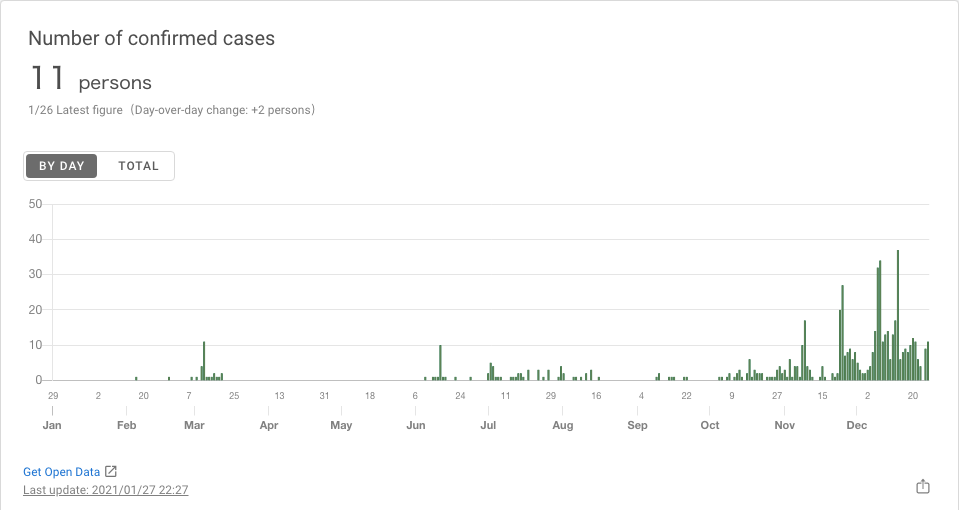 Number of confirmed cases
11 persons
1/26 Latest figure（Day-over-day change: +2 persons）
BY DAY TOTAL
50
40
30
20
10
0
29 2 20 7 25 13 31 18 6 24 11 29 16 4 22 9 27 15 2 20
Jan Feb Mar Apr May Jun Jul Aug Sep Oct Nov Dec
Get Open Data
Last update: 2021/01/27 22:27